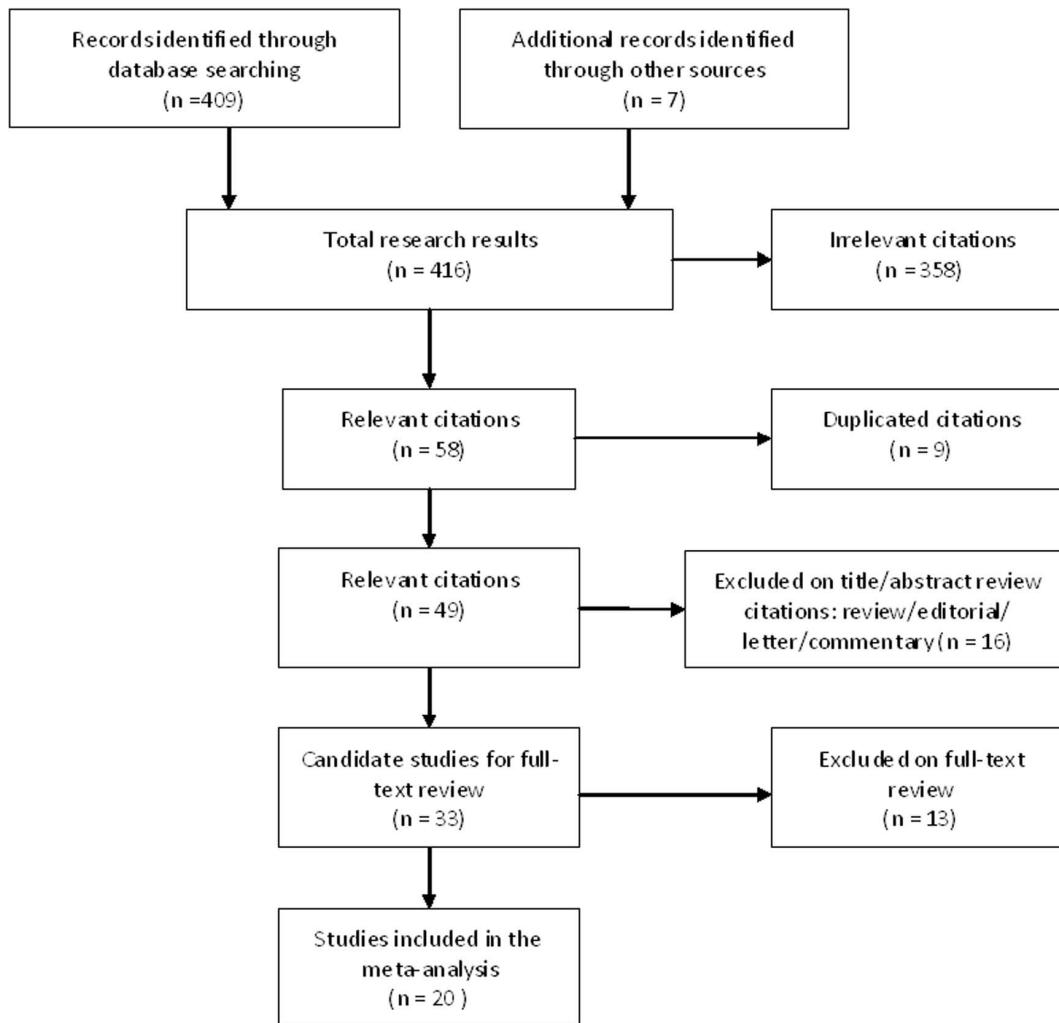 Records identified through
database searching
(n =409)
Additional records identified
through other sources
(n = 7)
Total research results
(n = 416)
Irrelevant citations
(n = 358)
Relevant citations
(n = 58)
Duplicated citations
(n = 9)
Relevant citations
(n = 49)
Excluded on title/abstract review
citations: review/editorial/
letter/commentary (n = 16)
Candidate studies for full-
text review
(n = 33)
Excluded on full-text
review
(n = 13)
Studies included in the
meta-analysis
(n = 20 )